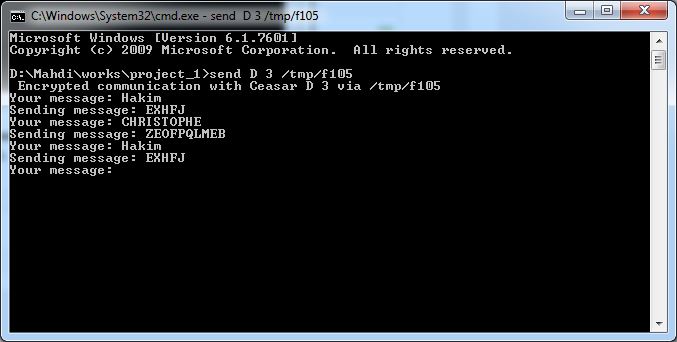 C:\Windows\System32\cmd.exe - send D 3 /tmp/f105
Microsoft Windows [Version 6.1.7601]
Copyright (c) 2009 Microsoft Corporation.  All rights reserved.
D:\Mahdi\works\project_1>send D 3 /tmp/f105
Encrypted communication with Ceasar D 3 via /tmp/f105
Your message: Hakim
Sending message: EXHFJ
Your message: CHRISTOPHE
Sending message: ZEOFPQLMEB
Your message: Hakim
Sending message: EXHFJ
Your message: